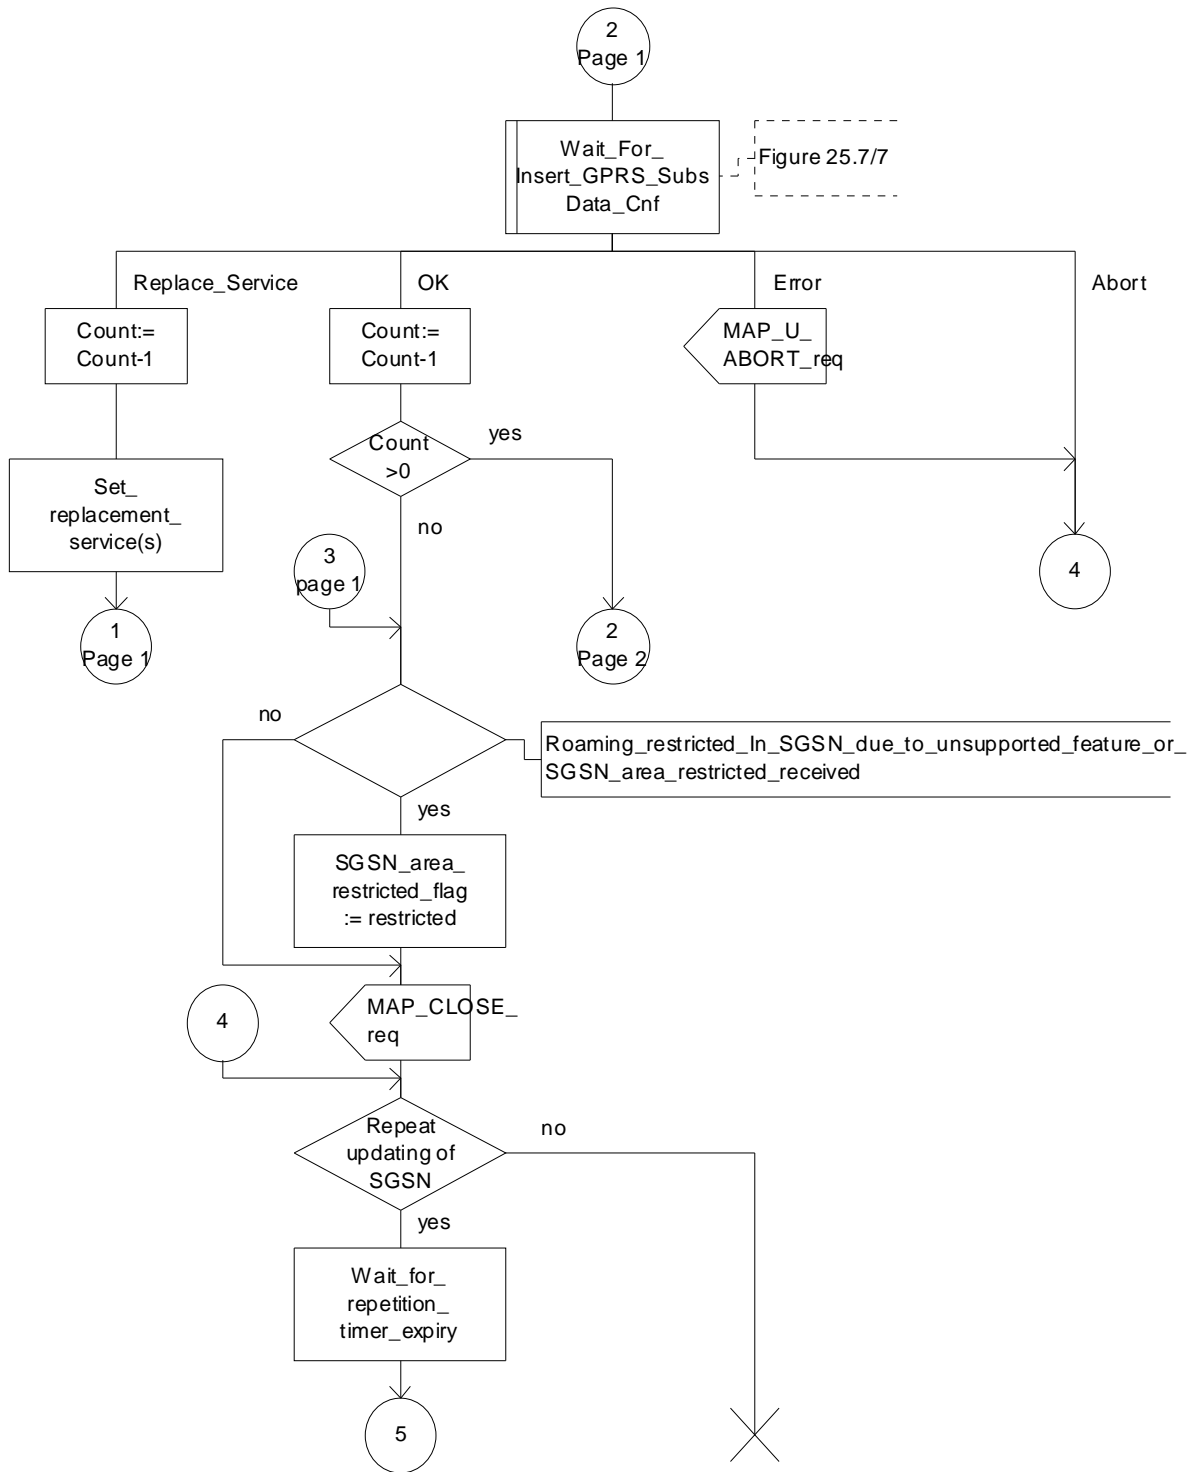 2
Page 1
Wait_For_
Insert_GPRS_Subs
Data_Cnf
Figure 25.7/7
Replace_Service
OK
Error
Abort
Count:=
Count-1
Count:=
Count-1
MAP_U_
ABORT_req
Count
>0
yes
Set_
replacement_
service(s)
no
3
page 1
4
1
Page 1
2
Page 2
no
Roaming_restricted_In_SGSN_due_to_unsupported_feature_or_
SGSN_area_restricted_received
yes
SGSN_area_
restricted_flag
:= restricted
4
MAP_CLOSE_
req
Repeat
updating of
SGSN
no
yes
Wait_for_
repetition_
timer_expiry
5